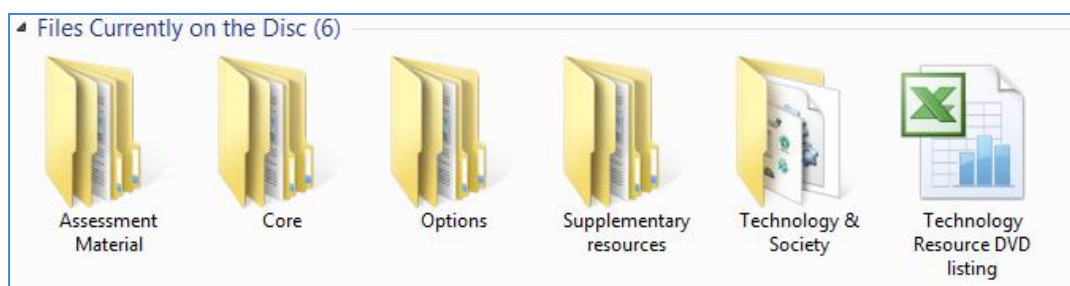 Files Currently on the Disc (6)
Assessment
Material
Core
Options
Supplementary
resources
Technology &
Society
Technology
Resource DVD
listing